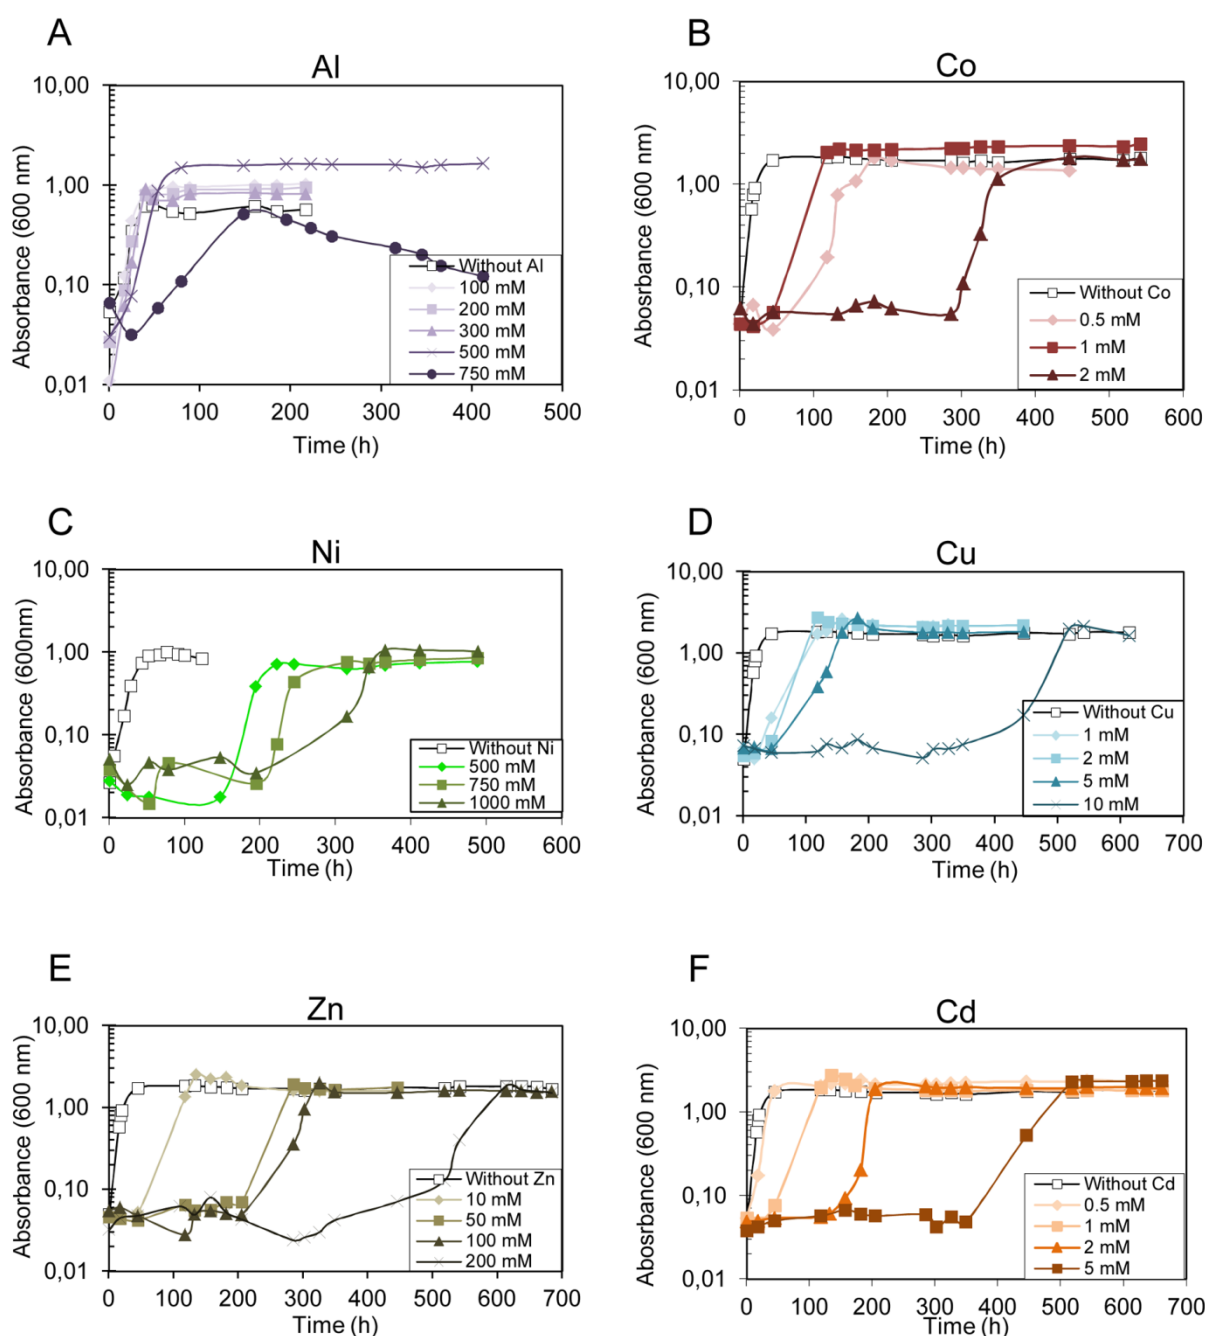 A
Al
Absorbance (600 nm)
10,00
1,00
0,10
0,01
0
100
200
300
400
500
Time (h)
Without Al
100 mM
200 mM
300 mM
500 mM
750 mM
B
Co
Abosrbance (600 nm)
10,00
1,00
0,10
0,01
0
100
200
300
400
500
600
Time (h)
Without Co
0.5 mM
1 mM
2 mM
C
Ni
Absorbance (600nm)
10,00
1,00
0,10
0,01
0
100
200
300
400
500
600
Time (h)
Without Ni
500 mM
750 mM
1000 mM
D
Cu
Absorbance (600 nm)
10,00
1,00
0,10
0,01
0
100
200
300
400
500
600
700
Time (h)
Without Cu
1 mM
2 mM
5 mM
10 mM
E
Zn
Absorbance (600 nm)
10,00
1,00
0,10
0,01
0
100
200
300
400
500
600
700
Time (h)
Without Zn
10 mM
50 mM
100 mM
200 mM
F
Cd
Abosrbance (600 nm)
10,00
1,00
0,10
0,01
0
100
200
300
400
500
600
700
Time (h)
Without Cd
0.5 mM
1 mM
2 mM
5 mM